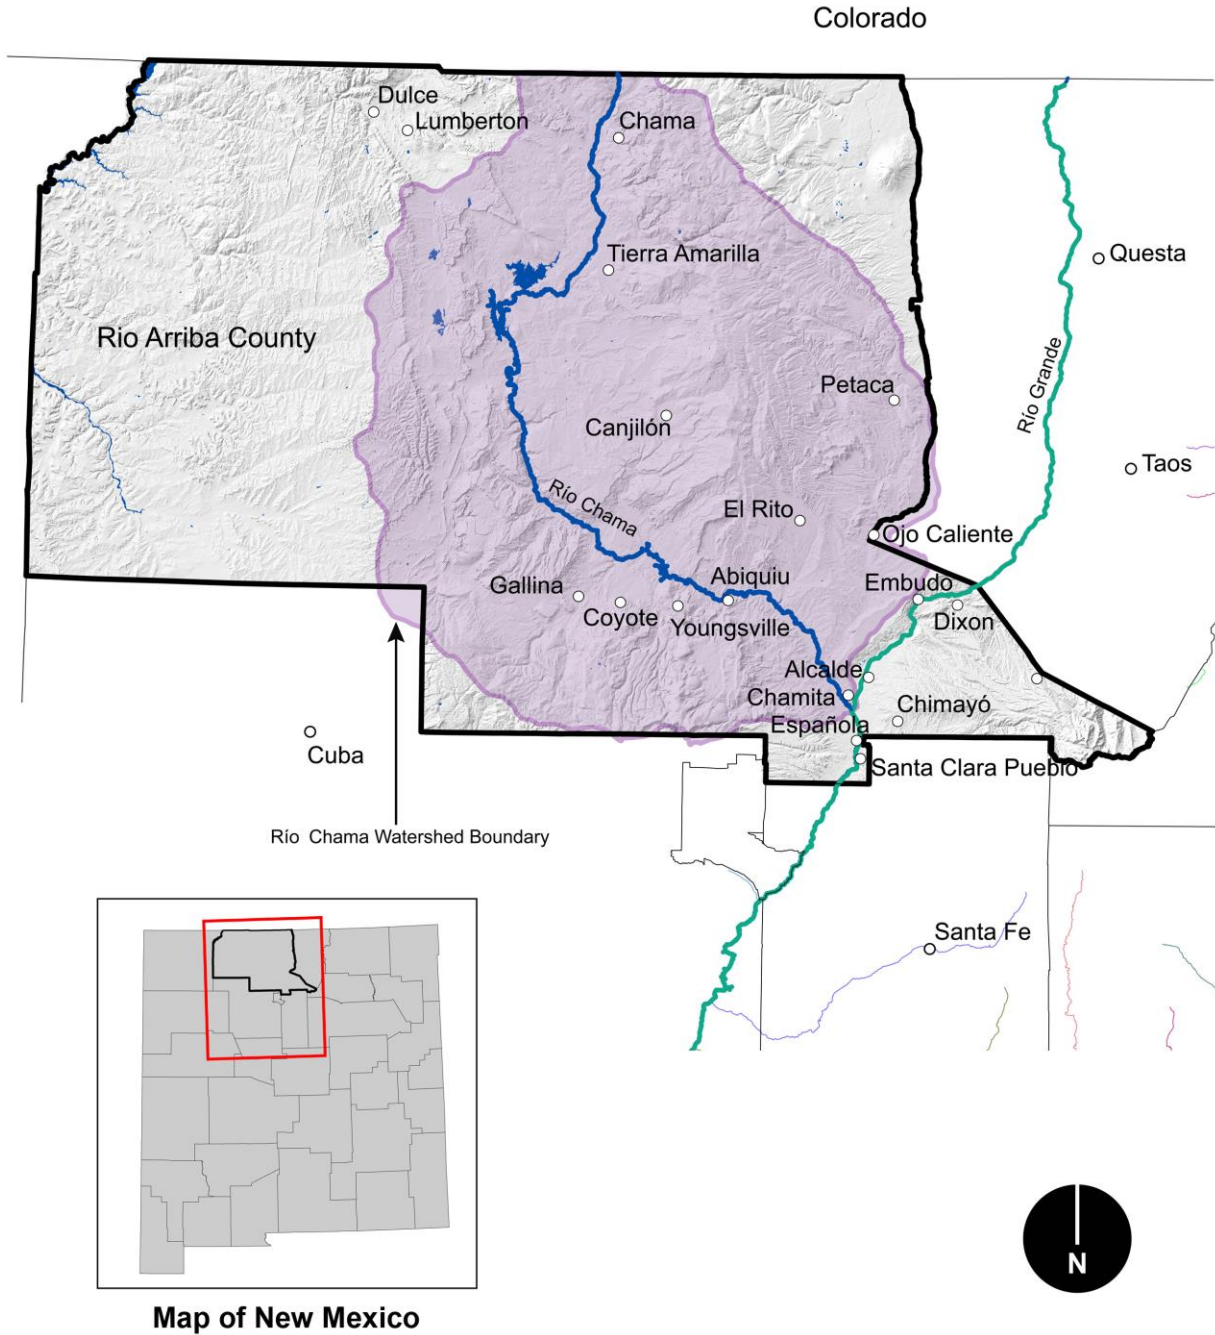 Colorado
Dulce
Lumberton
Chama
Tierra Amarilla
Questa
Rio Arriba County
Río Grande
Petaca
Canjilón
Taos
Río Chama
El Rito
Ojo Caliente
Gallina
Abiquiu
Embudo
Coyote
Youngsville
Dixon
Alcalde
Chamita
Chimayó
Española
Cuba
Santa Clara Pueblo
Río Chama Watershed Boundary
Santa Fe
N
Map of New Mexico